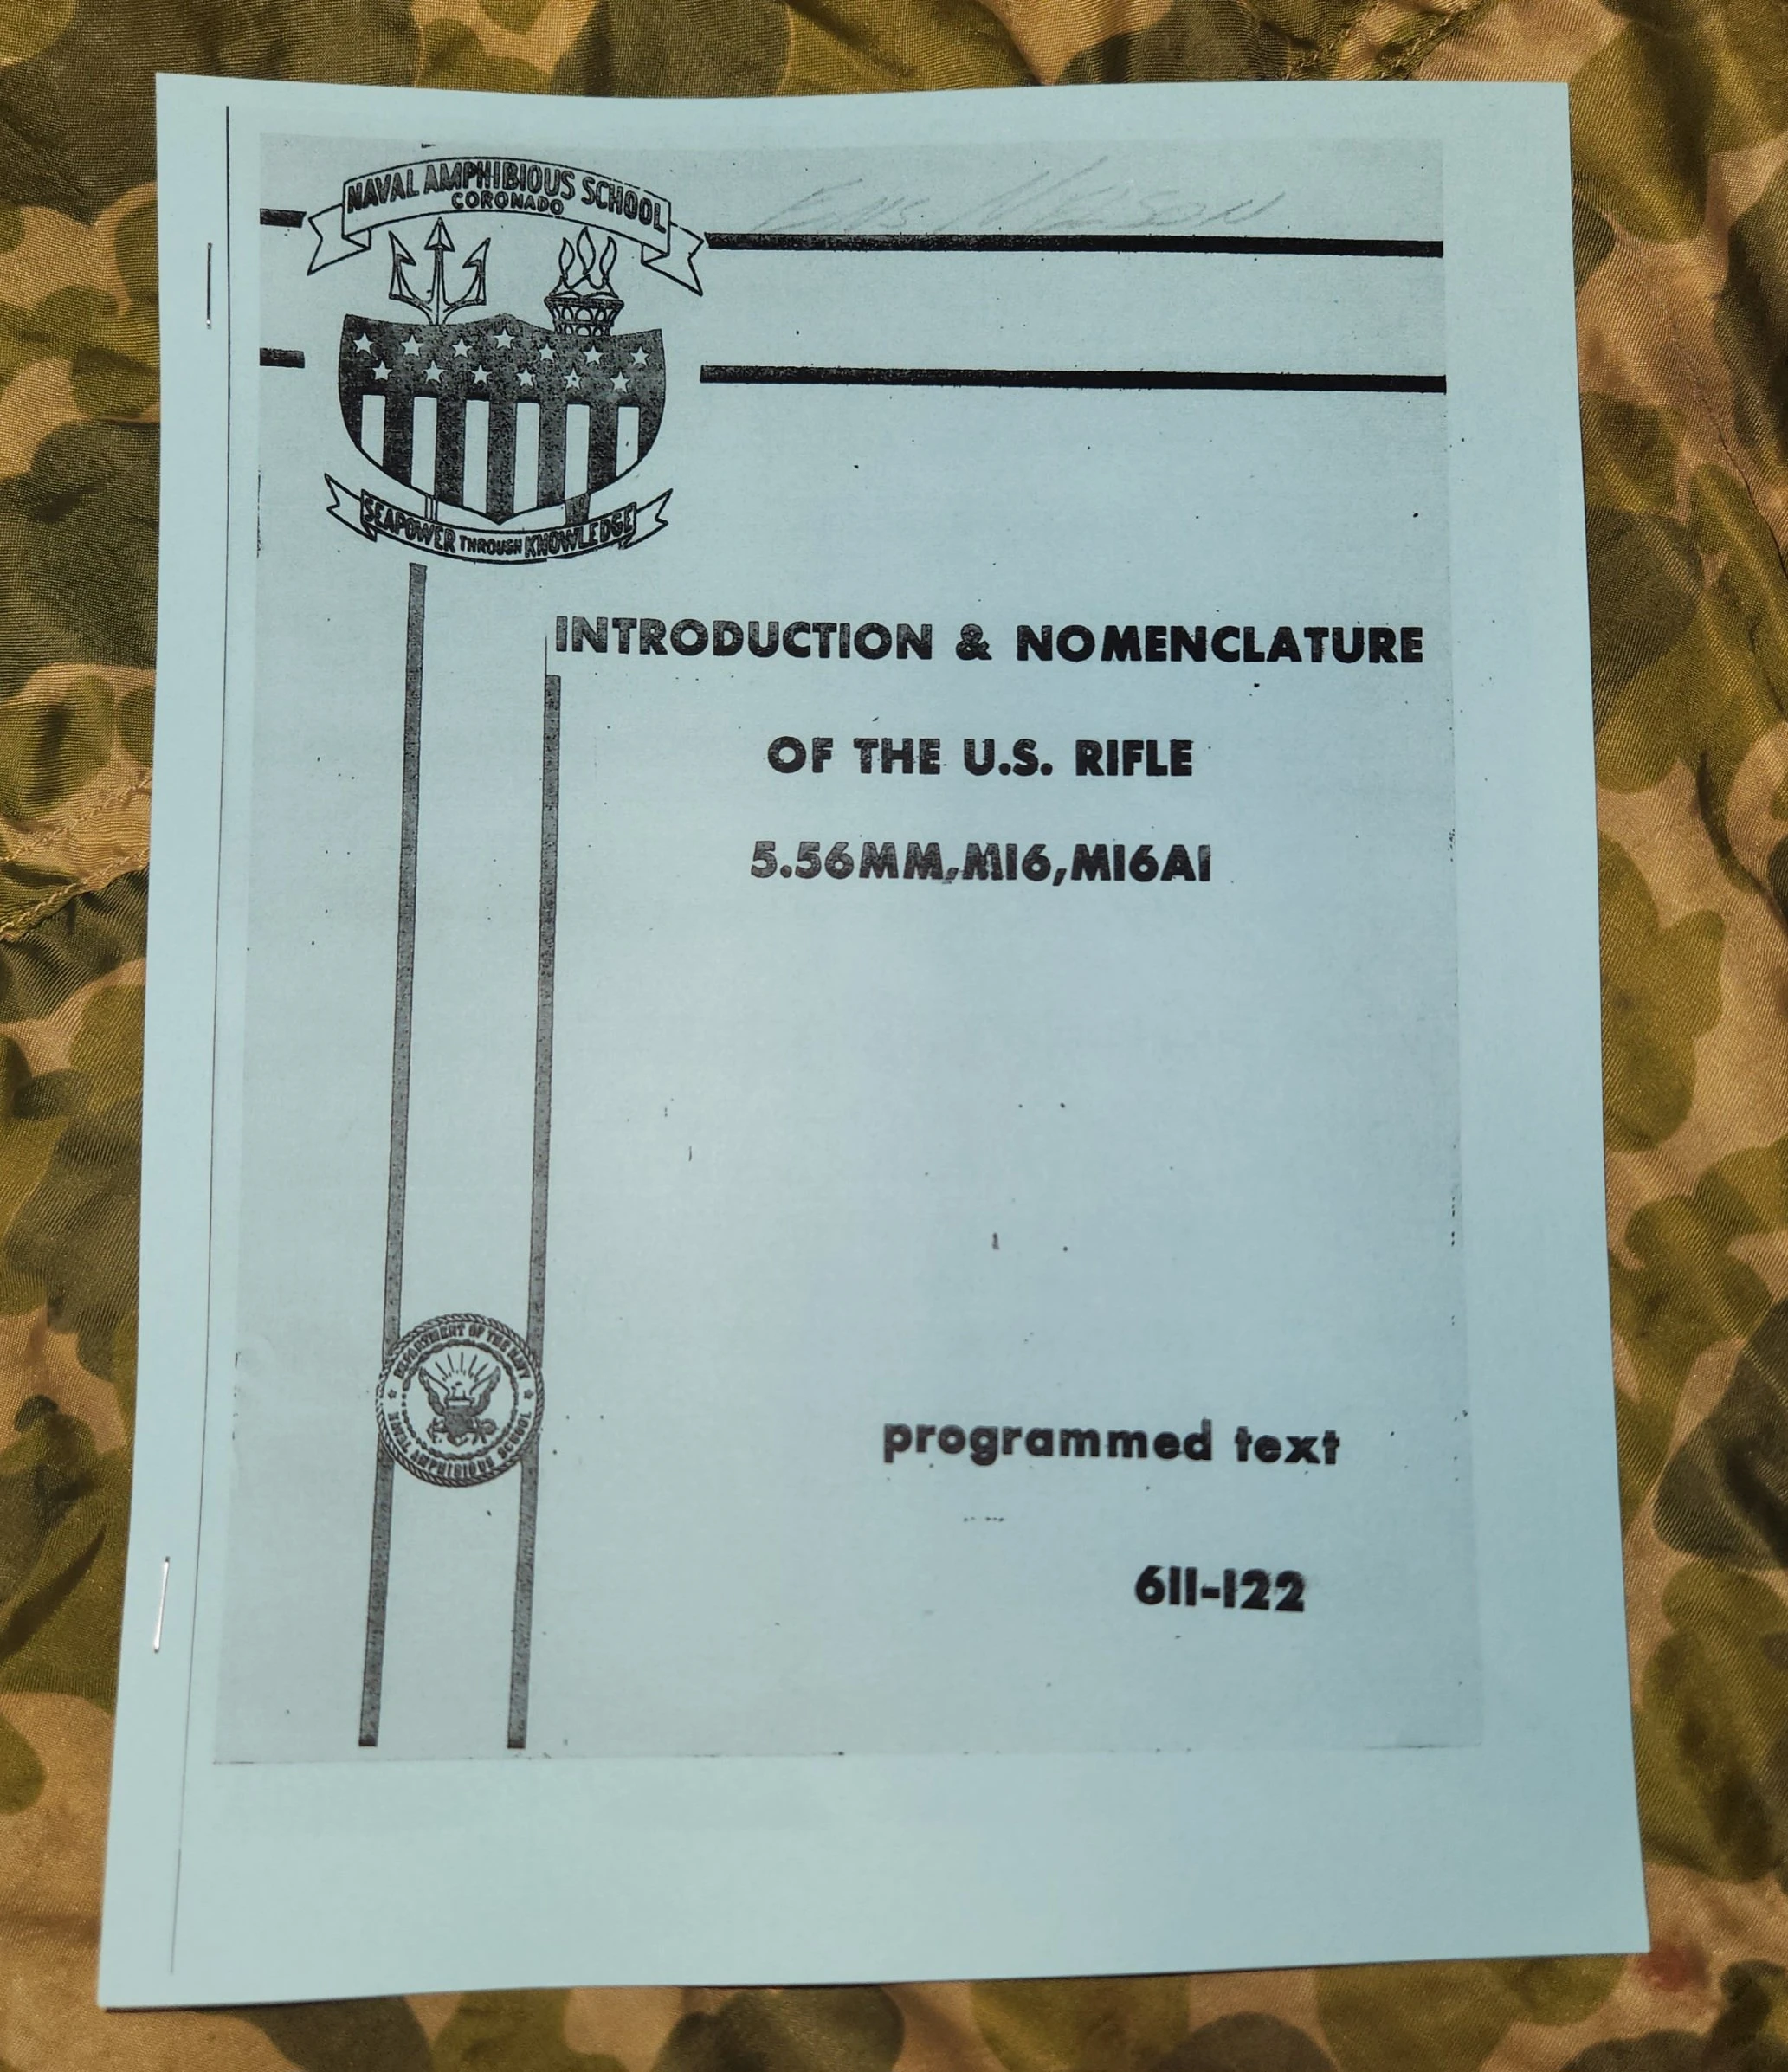 NAVAL AMPHIBIOUS SCHOOL
CORONADO
SEAPOWER THROUGH KNOWLEDGE
INTRODUCTION & NOMENCLATURE
OF THE U.S. RIFLE
5.56MM,M16,M16A1
DEPARTMENT OF THE NAVY
NAVAL AMPHIBIOUS SCHOOL
programmed text
611-122